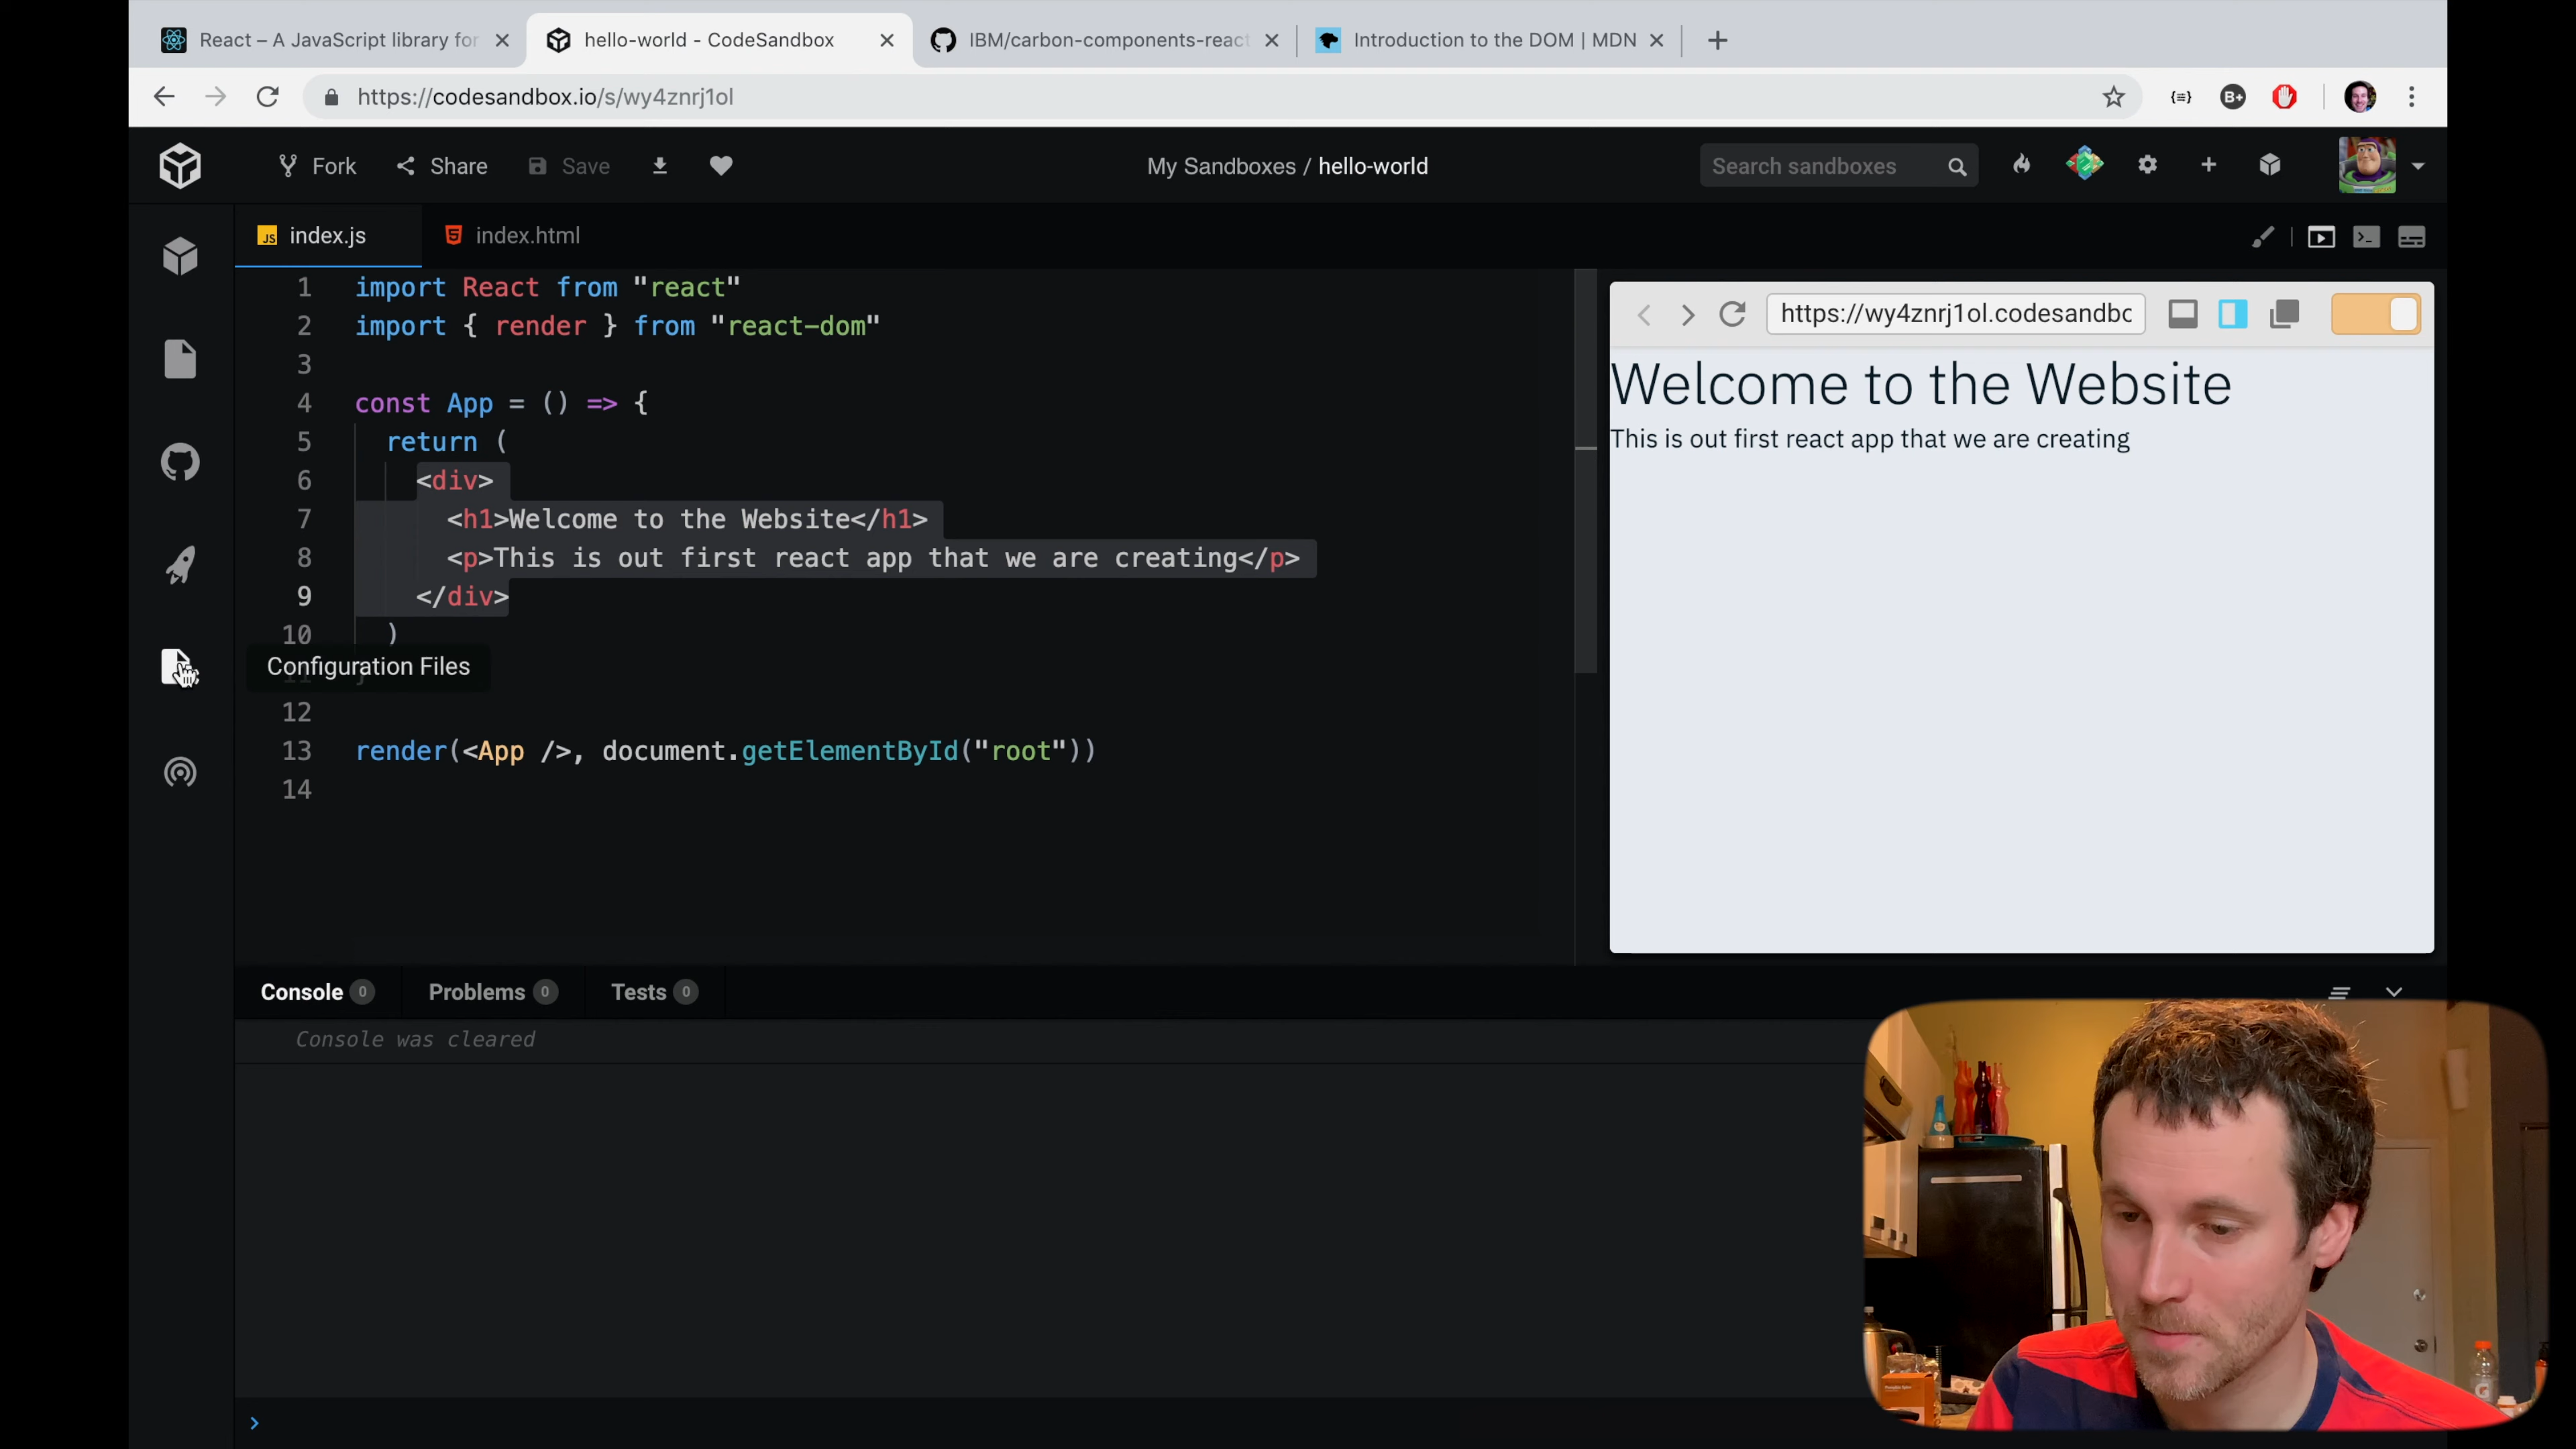 React – A JavaScript library for
hello-world - CodeSandbox
IBM/carbon-components-react
Introduction to the DOM | MDN
https://codesandbox.io/s/wy4znrj1ol
{≡}
B+
Fork
Share
Save
My Sandboxes / hello-world
Search sandboxes
JS index.js
index.html
1 import React from "react"
2 import { render } from "react-dom"
3
4 const App = () => {
5 return (
6 <div>
7 <h1>Welcome to the Website</h1>
8 <p>This is out first react app that we are creating</p>
9 </div>
10 )
Configuration Files
12
13 render(<App />, document.getElementById("root"))
14
https://wy4znrj1ol.codesandbo
Welcome to the Website
This is out first react app that we are creating
Console 0
Problems 0
Tests 0
Console was cleared
>